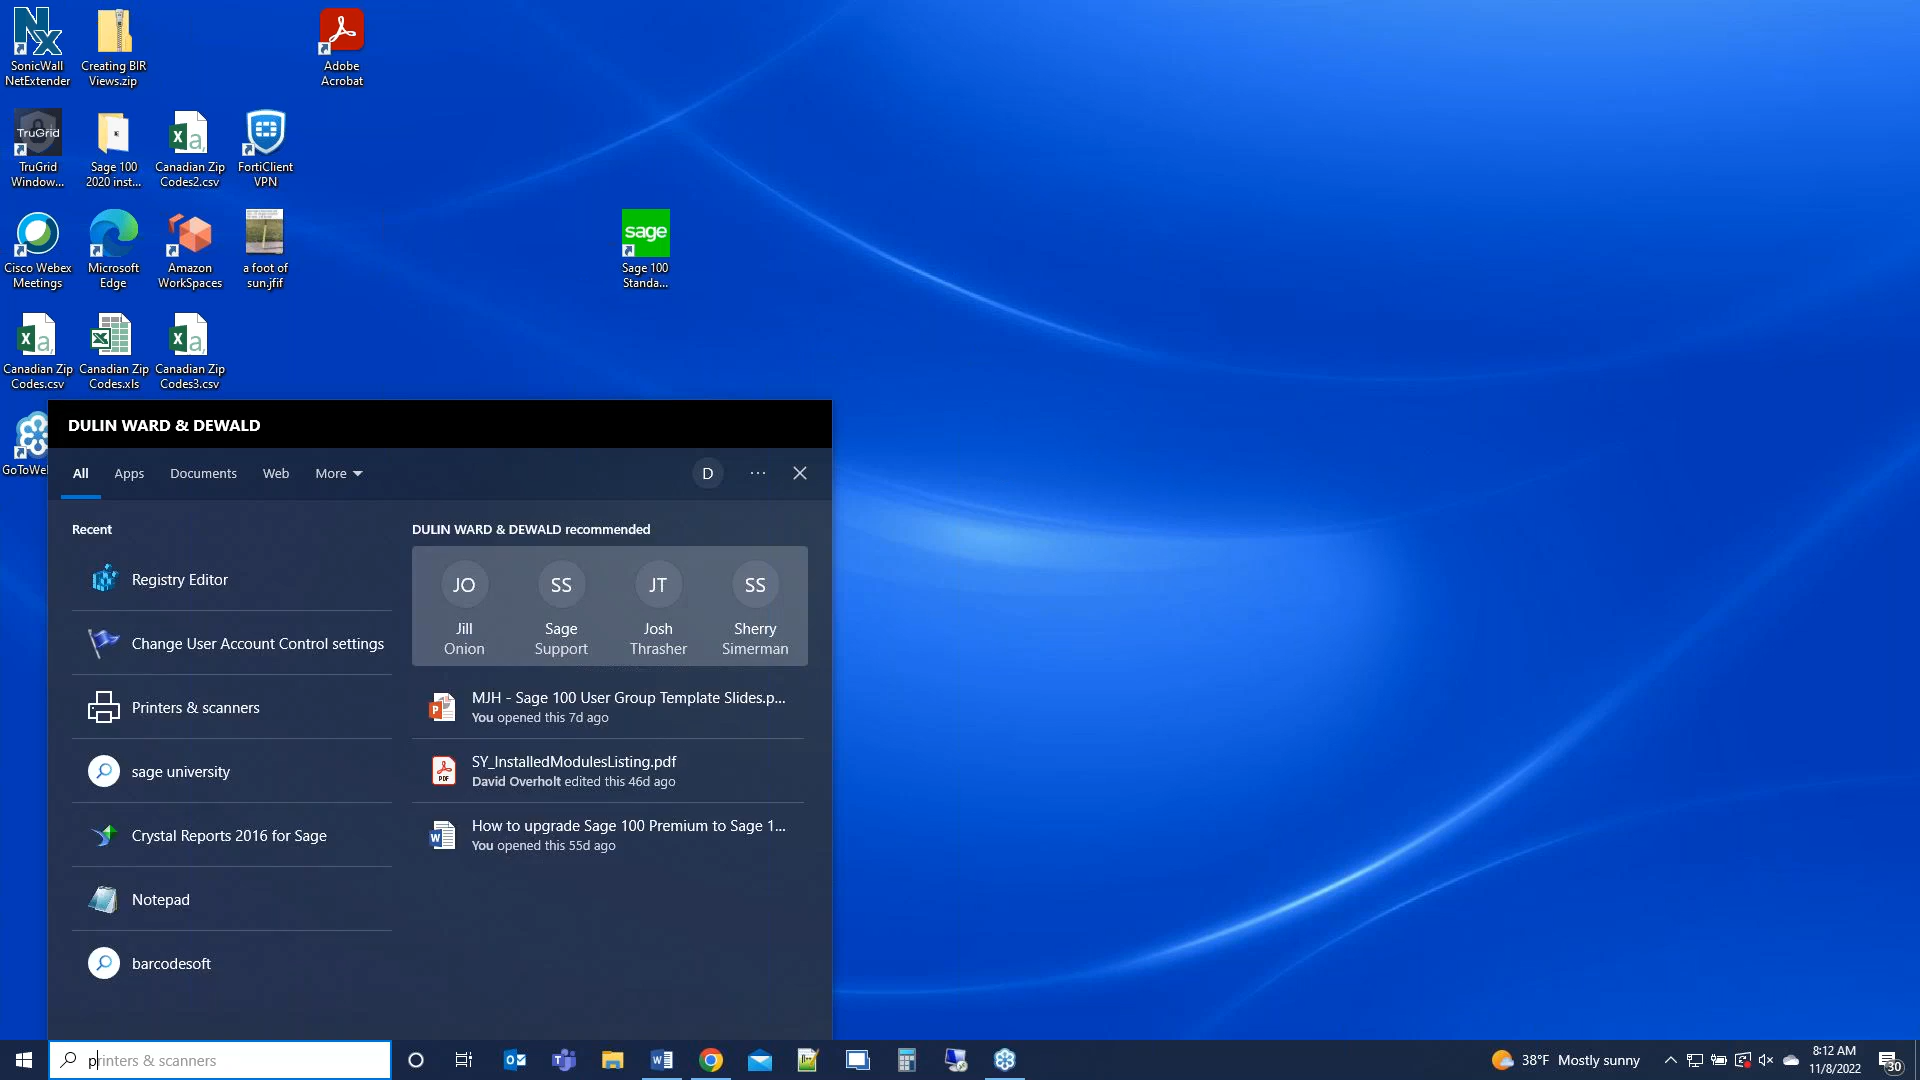 SonicWall
NetExtender
Creating BIR
Views.zip
Adobe
Acrobat
TruGrid
TruGrid
Window...
Sage 100
2020 inst...
Canadian Zip
Codes2.csv
FortiClient
VPN
Cisco Webex
Meetings
Microsoft
Edge
Amazon
WorkSpaces
a foot of
sun.jfif
sage
Sage 100
Standa...
Canadian Zip
Codes.csv
Canadian Zip
Codes.xls
Canadian Zip
Codes3.csv
GoToWe
DULIN WARD & DEWALD
All Apps Documents Web More
D
Recent
Registry Editor
Change User Account Control settings
Printers & scanners
sage university
Crystal Reports 2016 for Sage
Notepad
barcodesoft
DULIN WARD & DEWALD recommended
JO SS JT SS
Jill
Onion
Sage
Support
Josh
Thrasher
Sherry
Simerman
MJH - Sage 100 User Group Template Slides.p...
You opened this 7d ago
SY_InstalledModulesListing.pdf
David Overholt edited this 46d ago
How to upgrade Sage 100 Premium to Sage 1...
You opened this 55d ago
printers & scanners
38°F Mostly sunny
8:12 AM
11/8/2022
30